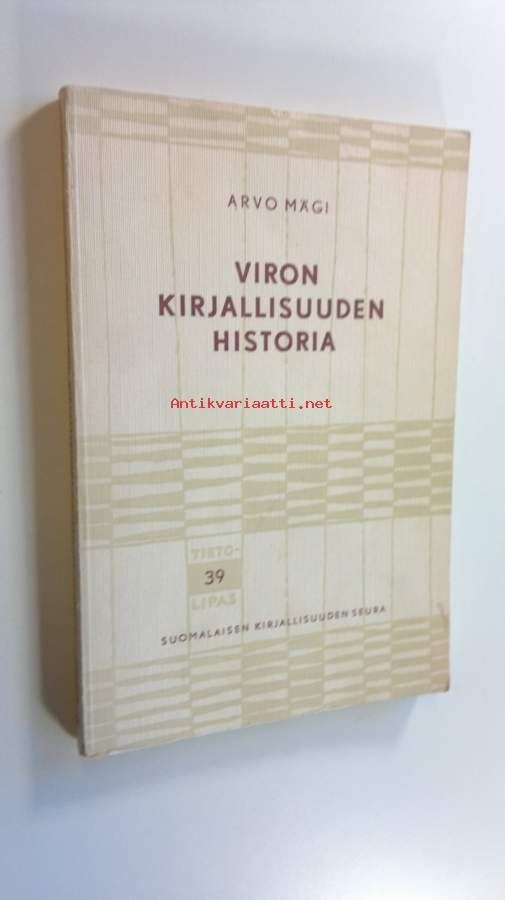 ARVO MÄGI
VIRON
KIRJALLISUUDEN
HISTORIA
Antikvariaatti.net
TIETO-
39
LIPAS
SUOMALAISEN KIRJALLISUUDEN SEURA